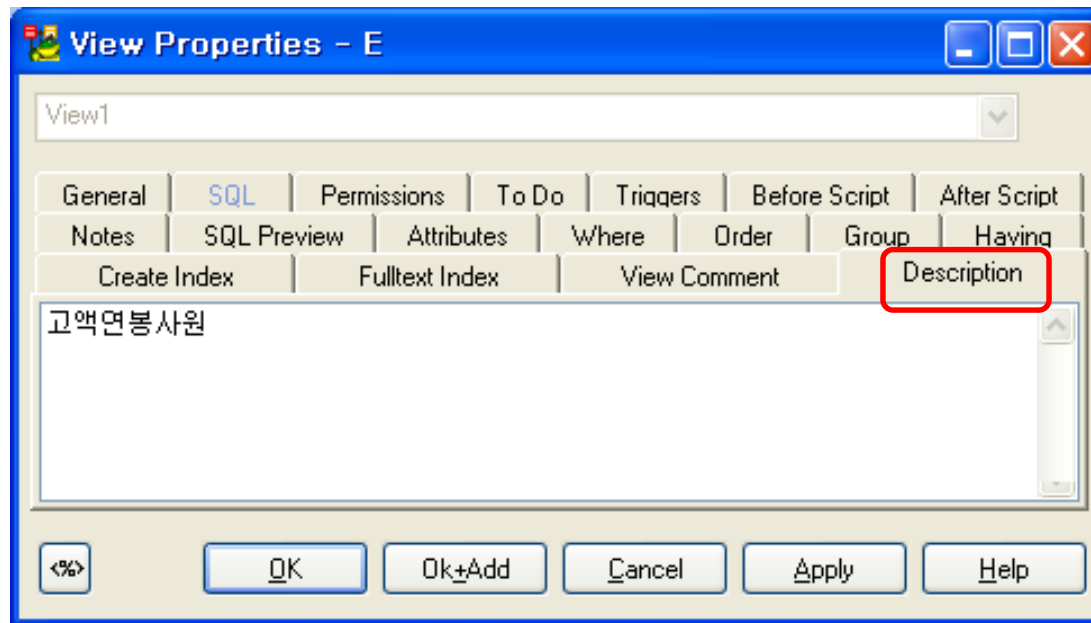 View Properties - E
View1
General SQL Permissions To Do Triggers Before Script After Script
Notes SQL Preview Attributes Where Order Group Having
Create Index Fulltext Index View Comment Description
고액연봉사원
<%> OK Ok+Add Cancel Apply Help